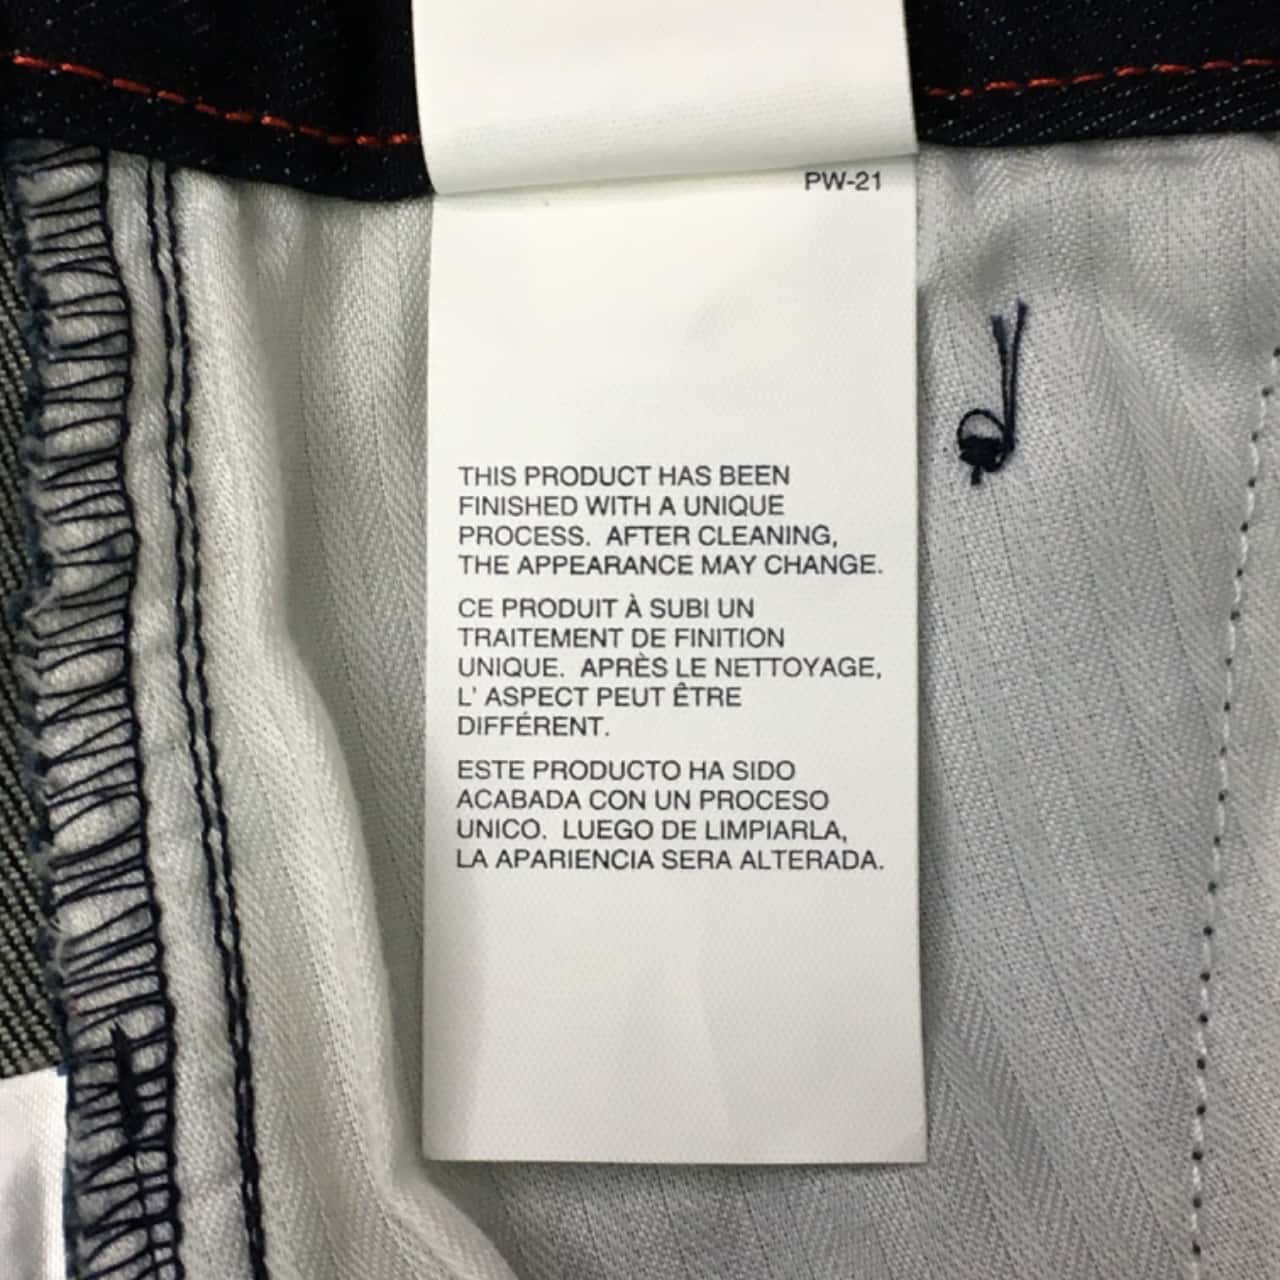 PW-21
THIS PRODUCT HAS BEEN
FINISHED WITH A UNIQUE
PROCESS. AFTER CLEANING,
THE APPEARANCE MAY CHANGE.
CE PRODUIT À SUBI UN
TRAITEMENT DE FINITION
UNIQUE. APRÈS LE NETTOYAGE,
L' ASPECT PEUT ÊTRE
DIFFÉRENT.
ESTE PRODUCTO HA SIDO
ACABADA CON UN PROCESO
UNICO. LUEGO DE LIMPIARLA,
LA APARIENCIA SERA ALTERADA.